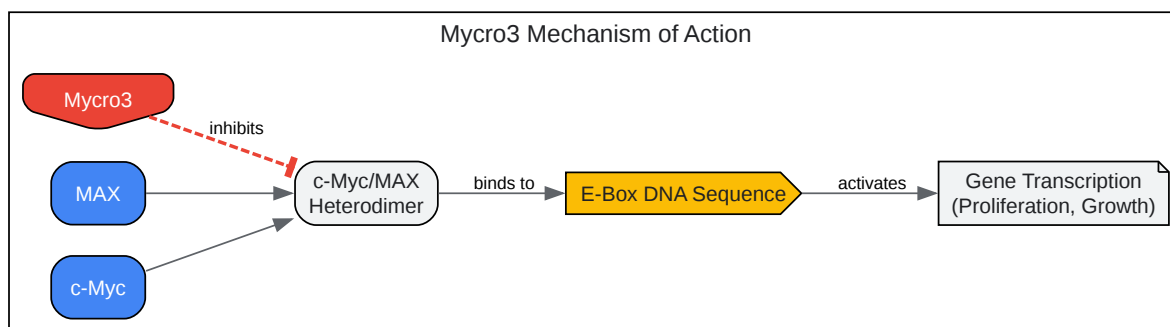 Mycro3 Mechanism of Action
Mycro3
inhibits
MAX
c-Myc/MAX
Heterodimer
binds to
E-Box DNA Sequence
activates
Gene Transcription
(Proliferation, Growth)
c-Myc